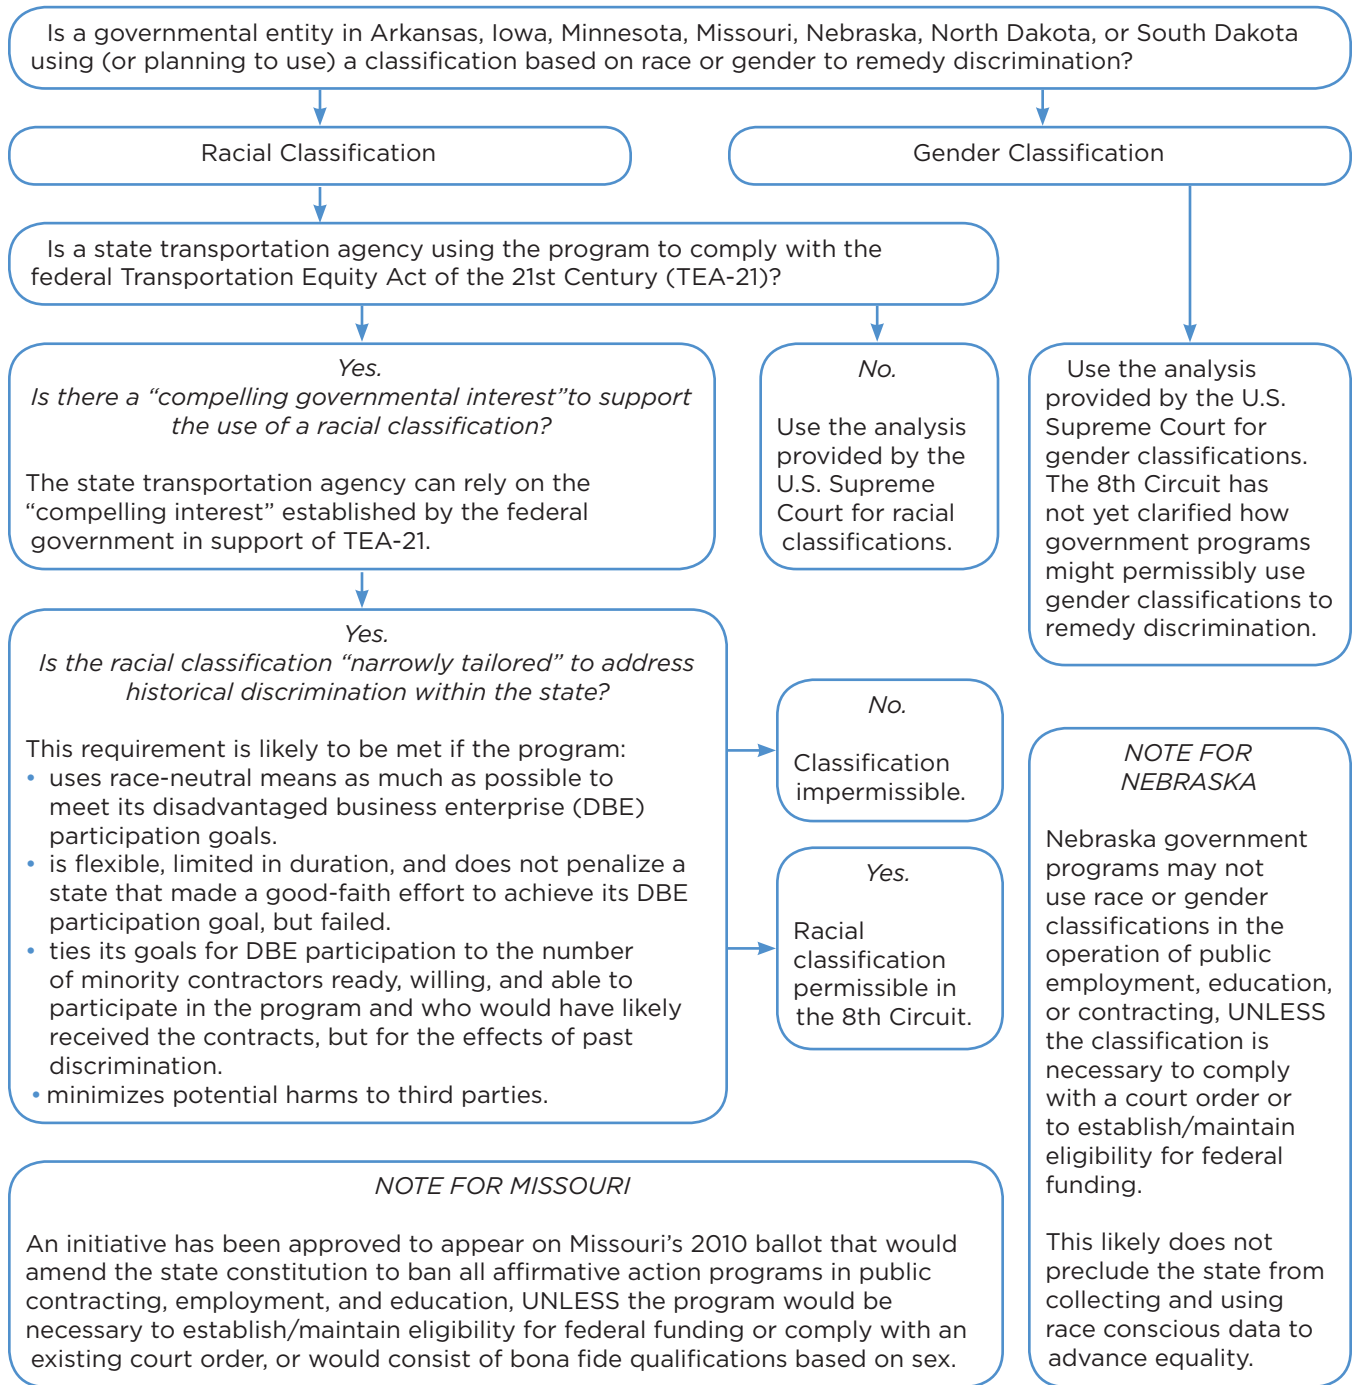 Is a governmental entity in Arkansas, Iowa, Minnesota, Missouri, Nebraska, North Dakota, or South Dakota
using (or planning to use) a classification based on race or gender to remedy discrimination?
Racial Classification
Gender Classification
Is a state transportation agency using the program to comply with the
federal Transportation Equity Act of the 21st Century (TEA-21)?
Yes.
Is there a “compelling governmental interest”to support
the use of a racial classification?
The state transportation agency can rely on the
“compelling interest” established by the federal
government in support of TEA-21.
No.
Use the analysis
provided by the
U.S. Supreme
Court for racial
classifications.
Use the analysis
provided by the U.S.
Supreme Court for
gender classifications.
The 8th Circuit has
not yet clarified how
government programs
might permissibly use
gender classifications to
remedy discrimination.
Yes.
Is the racial classification “narrowly tailored” to address
historical discrimination within the state?
This requirement is likely to be met if the program:
• uses race-neutral means as much as possible to
meet its disadvantaged business enterprise (DBE)
participation goals.
• is flexible, limited in duration, and does not penalize a
state that made a good-faith effort to achieve its DBE
participation goal, but failed.
• ties its goals for DBE participation to the number
of minority contractors ready, willing, and able to
participate in the program and who would have likely
received the contracts, but for the effects of past
discrimination.
• minimizes potential harms to third parties.
No.
Classification
impermissible.
Yes.
Racial
classification
permissible in
the 8th Circuit.
NOTE FOR
NEBRASKA
Nebraska government
programs may not
use race or gender
classifications in the
operation of public
employment, education,
or contracting, UNLESS
the classification is
necessary to comply
with a court order or
to establish/maintain
eligibility for federal
funding.
This likely does not
preclude the state from
collecting and using
race conscious data to
advance equality.
NOTE FOR MISSOURI
An initiative has been approved to appear on Missouri’s 2010 ballot that would
amend the state constitution to ban all affirmative action programs in public
contracting, employment, and education, UNLESS the program would be
necessary to establish/maintain eligibility for federal funding or comply with an
existing court order, or would consist of bona fide qualifications based on sex.